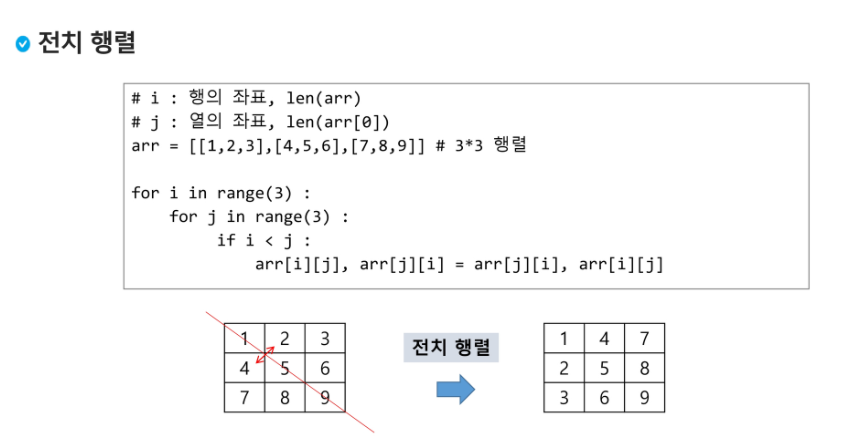 전치 행렬
# i : 행의 좌표, len(arr)
# j : 열의 좌표, len(arr[0])
arr = [[1,2,3],[4,5,6],[7,8,9]] # 3*3 행렬
for i in range(3) :
for j in range(3) :
if i < j :
arr[i][j], arr[j][i] = arr[j][i], arr[i][j]
1 2 3
4 5 6
7 8 9
전치 행렬
1 4 7
2 5 8
3 6 9